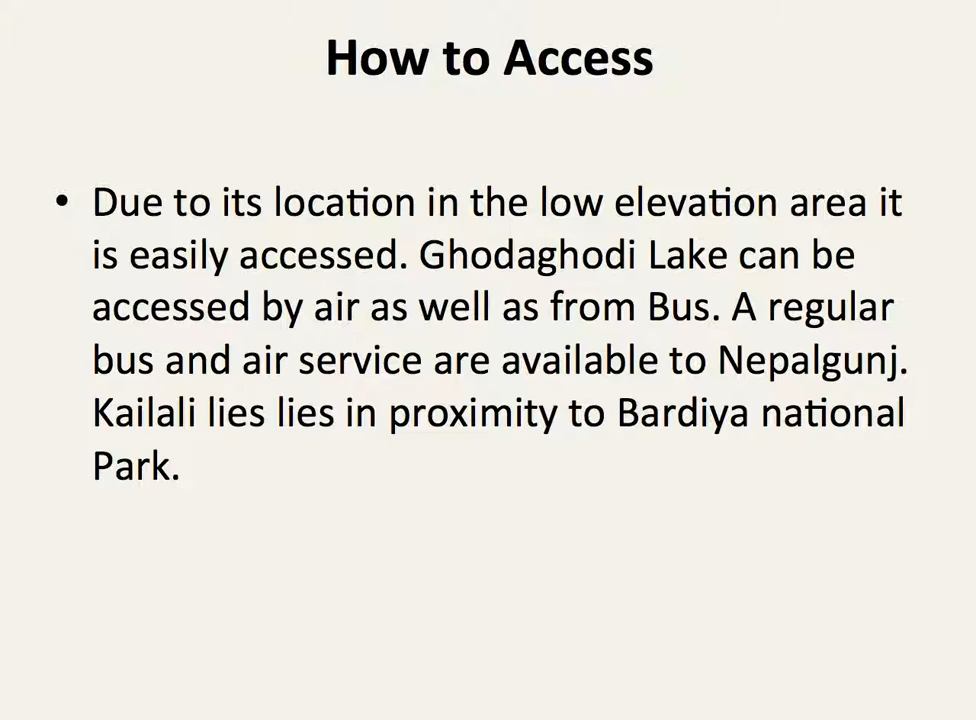 How to Access
• Due to its location in the low elevation area it
is easily accessed. Ghodaghodi Lake can be
accessed by air as well as from Bus. A regular
bus and air service are available to Nepalgunj.
Kailali lies lies in proximity to Bardiya national
Park.